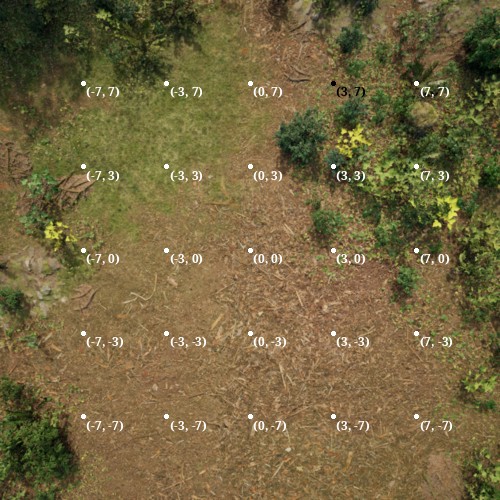 (-7, 7) (-3, 7) (0, 7) (3, 7) (7, 7)
(-7, 3) (-3, 3) (0, 3) (3, 3) (7, 3)
(-7, 0) (-3, 0) (0, 0) (3, 0) (7, 0)
(-7, -3) (-3, -3) (0, -3) (3, -3) (7, -3)
(-7, -7) (-3, -7) (0, -7) (3, -7) (7, -7)